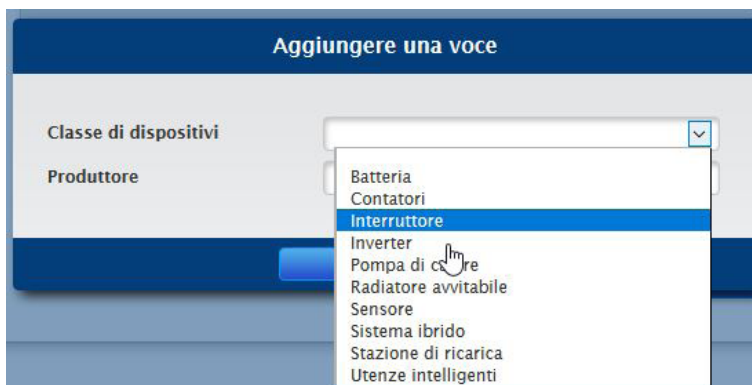 Aggiungere una voce
Classe di dispositivi
Produttore
Batteria
Contatori
Interruttore
Inverter
Pompa di
Radiatore avvitabile
Sensore
Sistema ibrido
Stazione di ricarica
Utenze intelligenti